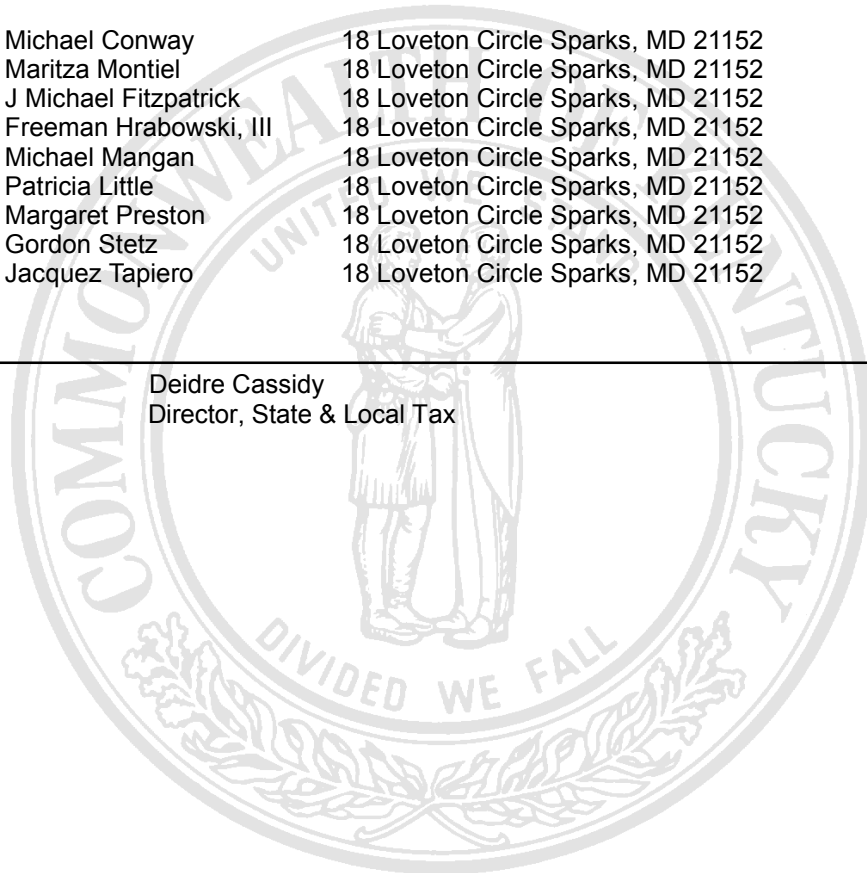 Michael Conway 18 Loveton Circle Sparks, MD 21152
Maritza Montiel 18 Loveton Circle Sparks, MD 21152
J Michael Fitzpatrick 18 Loveton Circle Sparks, MD 21152
Freeman Hrabowski, III 18 Loveton Circle Sparks, MD 21152
Michael Mangan 18 Loveton Circle Sparks, MD 21152
Patricia Little 18 Loveton Circle Sparks, MD 21152
Margaret Preston 18 Loveton Circle Sparks, MD 21152
Gordon Stetz 18 Loveton Circle Sparks, MD 21152
Jacquez Tapiero 18 Loveton Circle Sparks, MD 21152
Deidre Cassidy
Director, State & Local Tax
COMMONWEALTH OF KENTUCKY
UNITED WE STAND
DIVIDED WE FALL